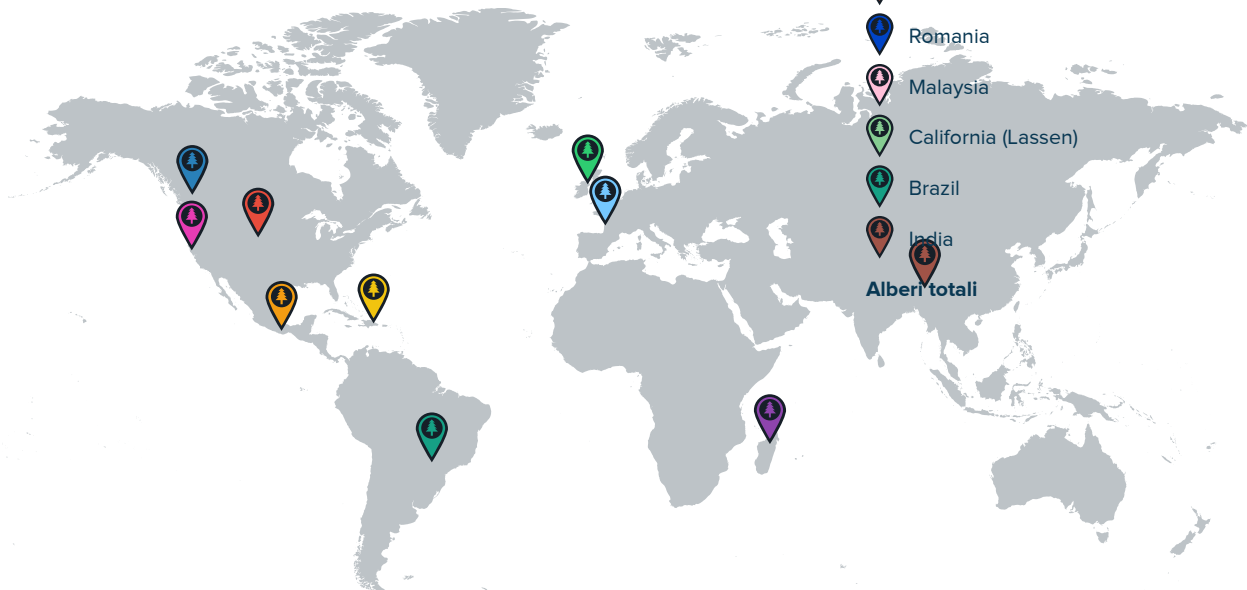 Romania
Malaysia
California (Lassen)
Brazil
India
Alberi totali